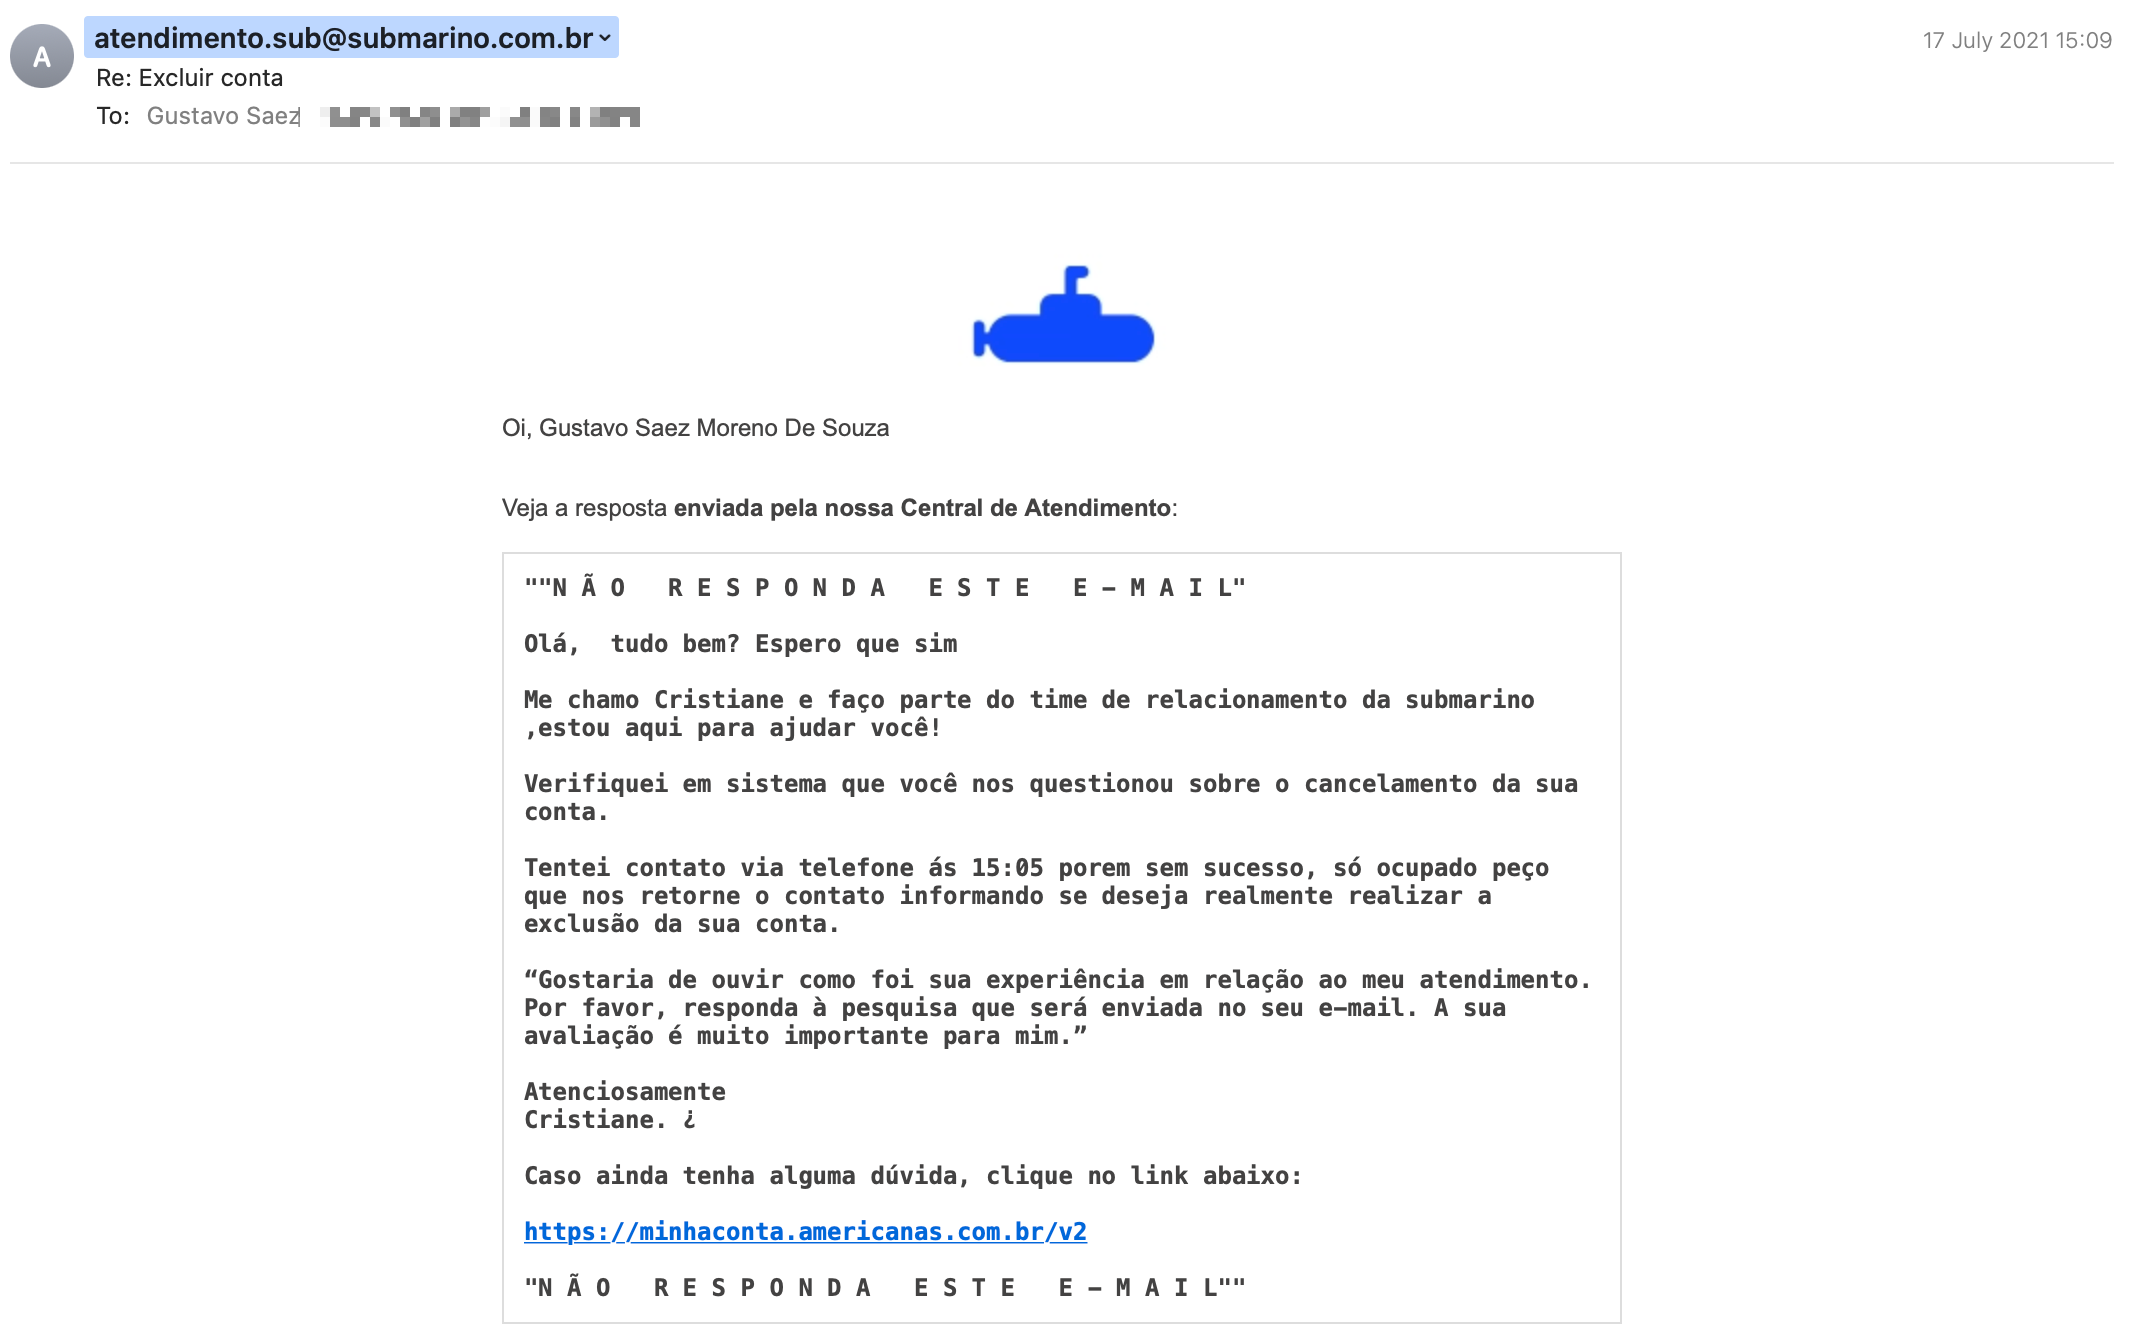 A
atendimento.sub@submarino.com.br
17 July 2021 15:09
Re: Excluir conta
To: Gustavo Saez
Oi, Gustavo Saez Moreno De Souza
Veja a resposta enviada pela nossa Central de Atendimento:
""N Ã O   R E S P O N D A   E S T E   E – M A I L"
Olá,  tudo bem? Espero que sim
Me chamo Cristiane e faço parte do time de relacionamento da submarino
,estou aqui para ajudar você!
Verifiquei em sistema que você nos questionou sobre o cancelamento da sua
conta.
Tentei contato via telefone ás 15:05 porem sem sucesso, só ocupado peço
que nos retorne o contato informando se deseja realmente realizar a
exclusão da sua conta.
“Gostaria de ouvir como foi sua experiência em relação ao meu atendimento.
Por favor, responda à pesquisa que será enviada no seu e–mail. A sua
avaliação é muito importante para mim.”
Atenciosamente
Cristiane. ¿
Caso ainda tenha alguma dúvida, clique no link abaixo:
https://minhaconta.americanas.com.br/v2
"N Ã O   R E S P O N D A   E S T E   E – M A I L""